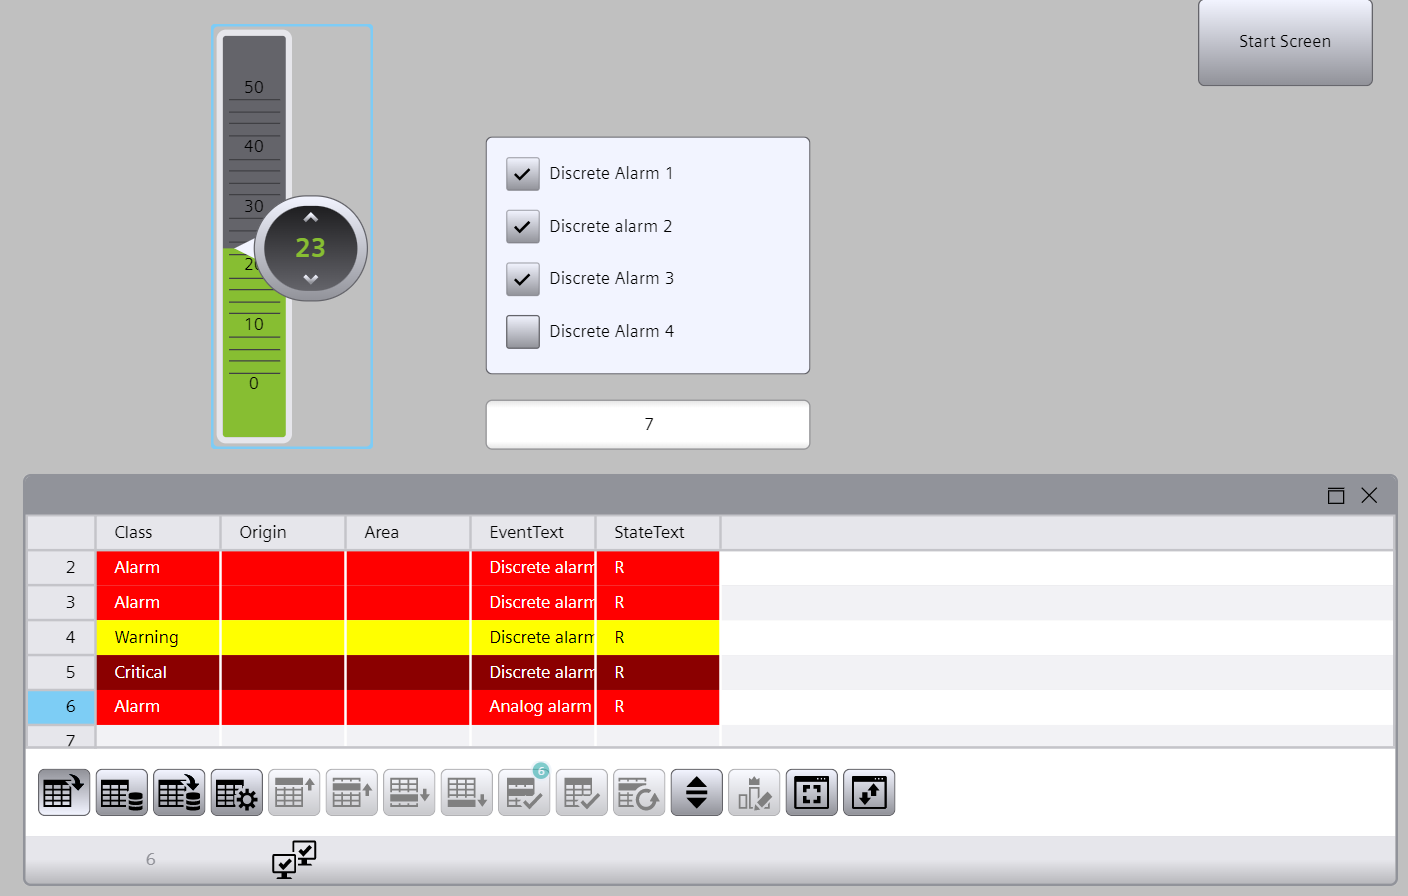 Start Screen
50
40
30
23
20
10
0
Discrete Alarm 1
Discrete alarm 2
Discrete Alarm 3
Discrete Alarm 4
7
Class Origin Area EventText StateText
2 Alarm Discrete alarm R
3 Alarm Discrete alarm R
4 Warning Discrete alarm R
5 Critical Discrete alarm R
6 Alarm Analog alarm R
7
6
6